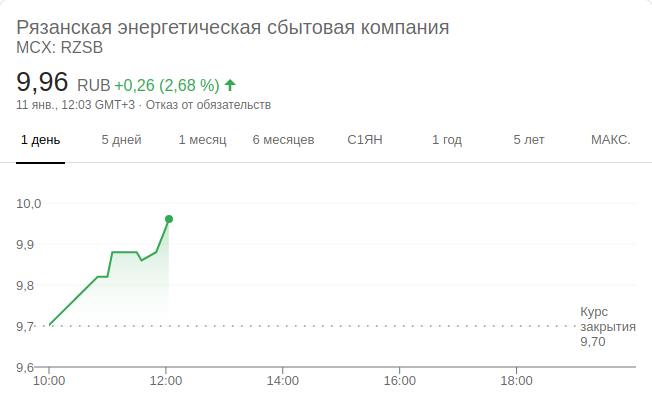 Рязанская энергетическая сбытовая компания
MCX: RZSB
9,96 RUB +0,26 (2,68 %)
11 янв., 12:03 GMT+3 · Отказ от обязательств
1 день 5 дней 1 месяц 6 месяцев С1ЯН 1 год 5 лет МАКС.
10,0
9,9
9,8
9,7
9,6
Курс
закрытия
9,70
10:00 12:00 14:00 16:00 18:00